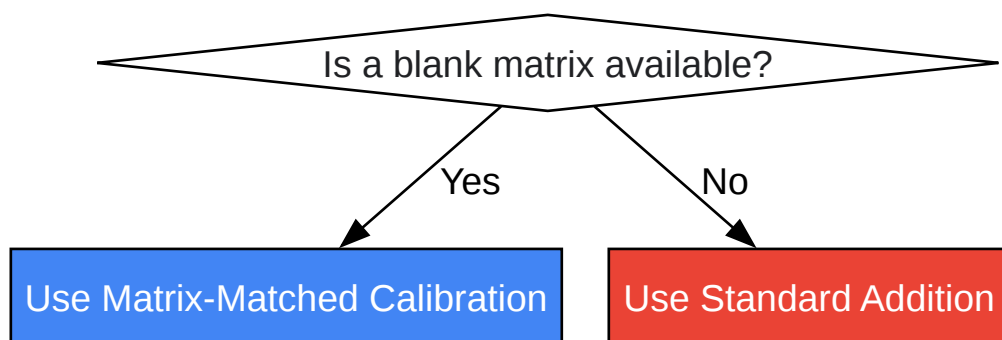 Is a blank matrix available?
Yes
No
Use Matrix-Matched Calibration
Use Standard Addition